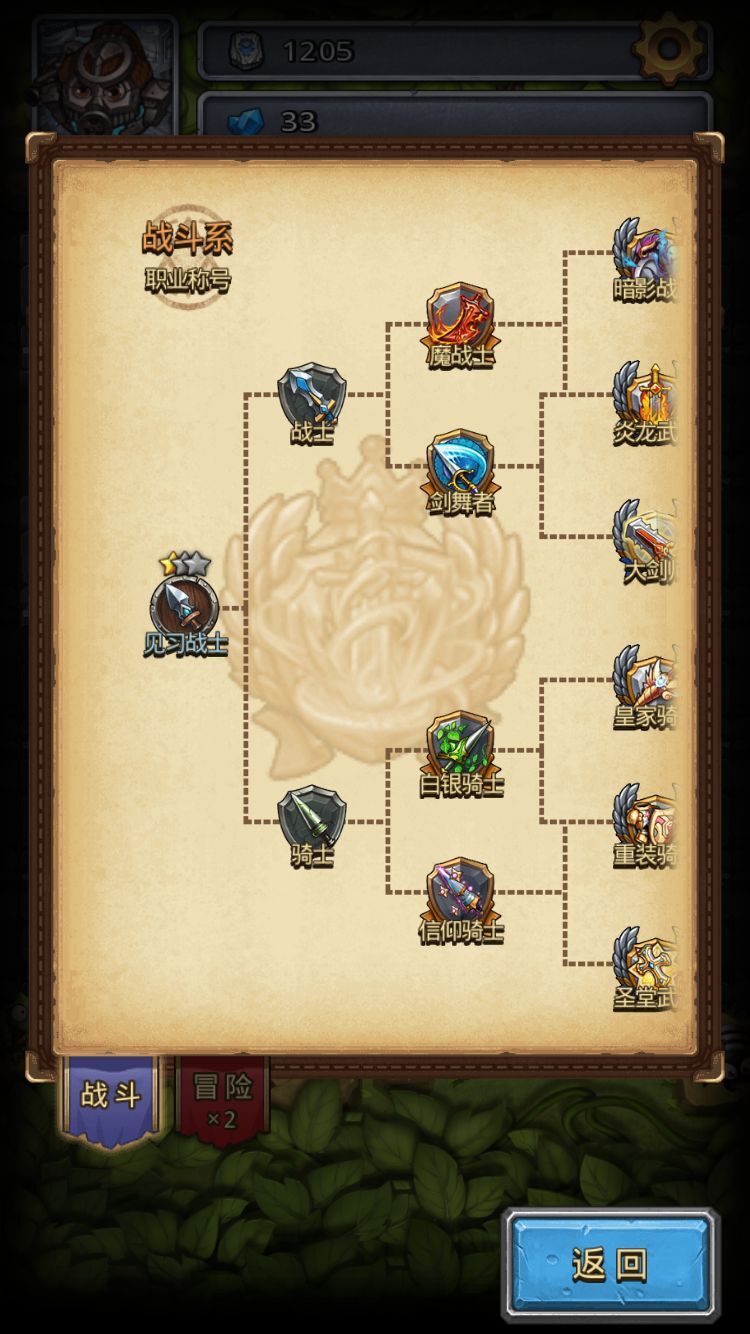 1205
33
战斗系
职业称号
暗影战
魔战士
炎龙武
战士
剑舞者
大剑师
见习战士
皇家骑
白银骑士
骑士
重装骑
信仰骑士
圣堂武
战斗
冒险
×2
返回